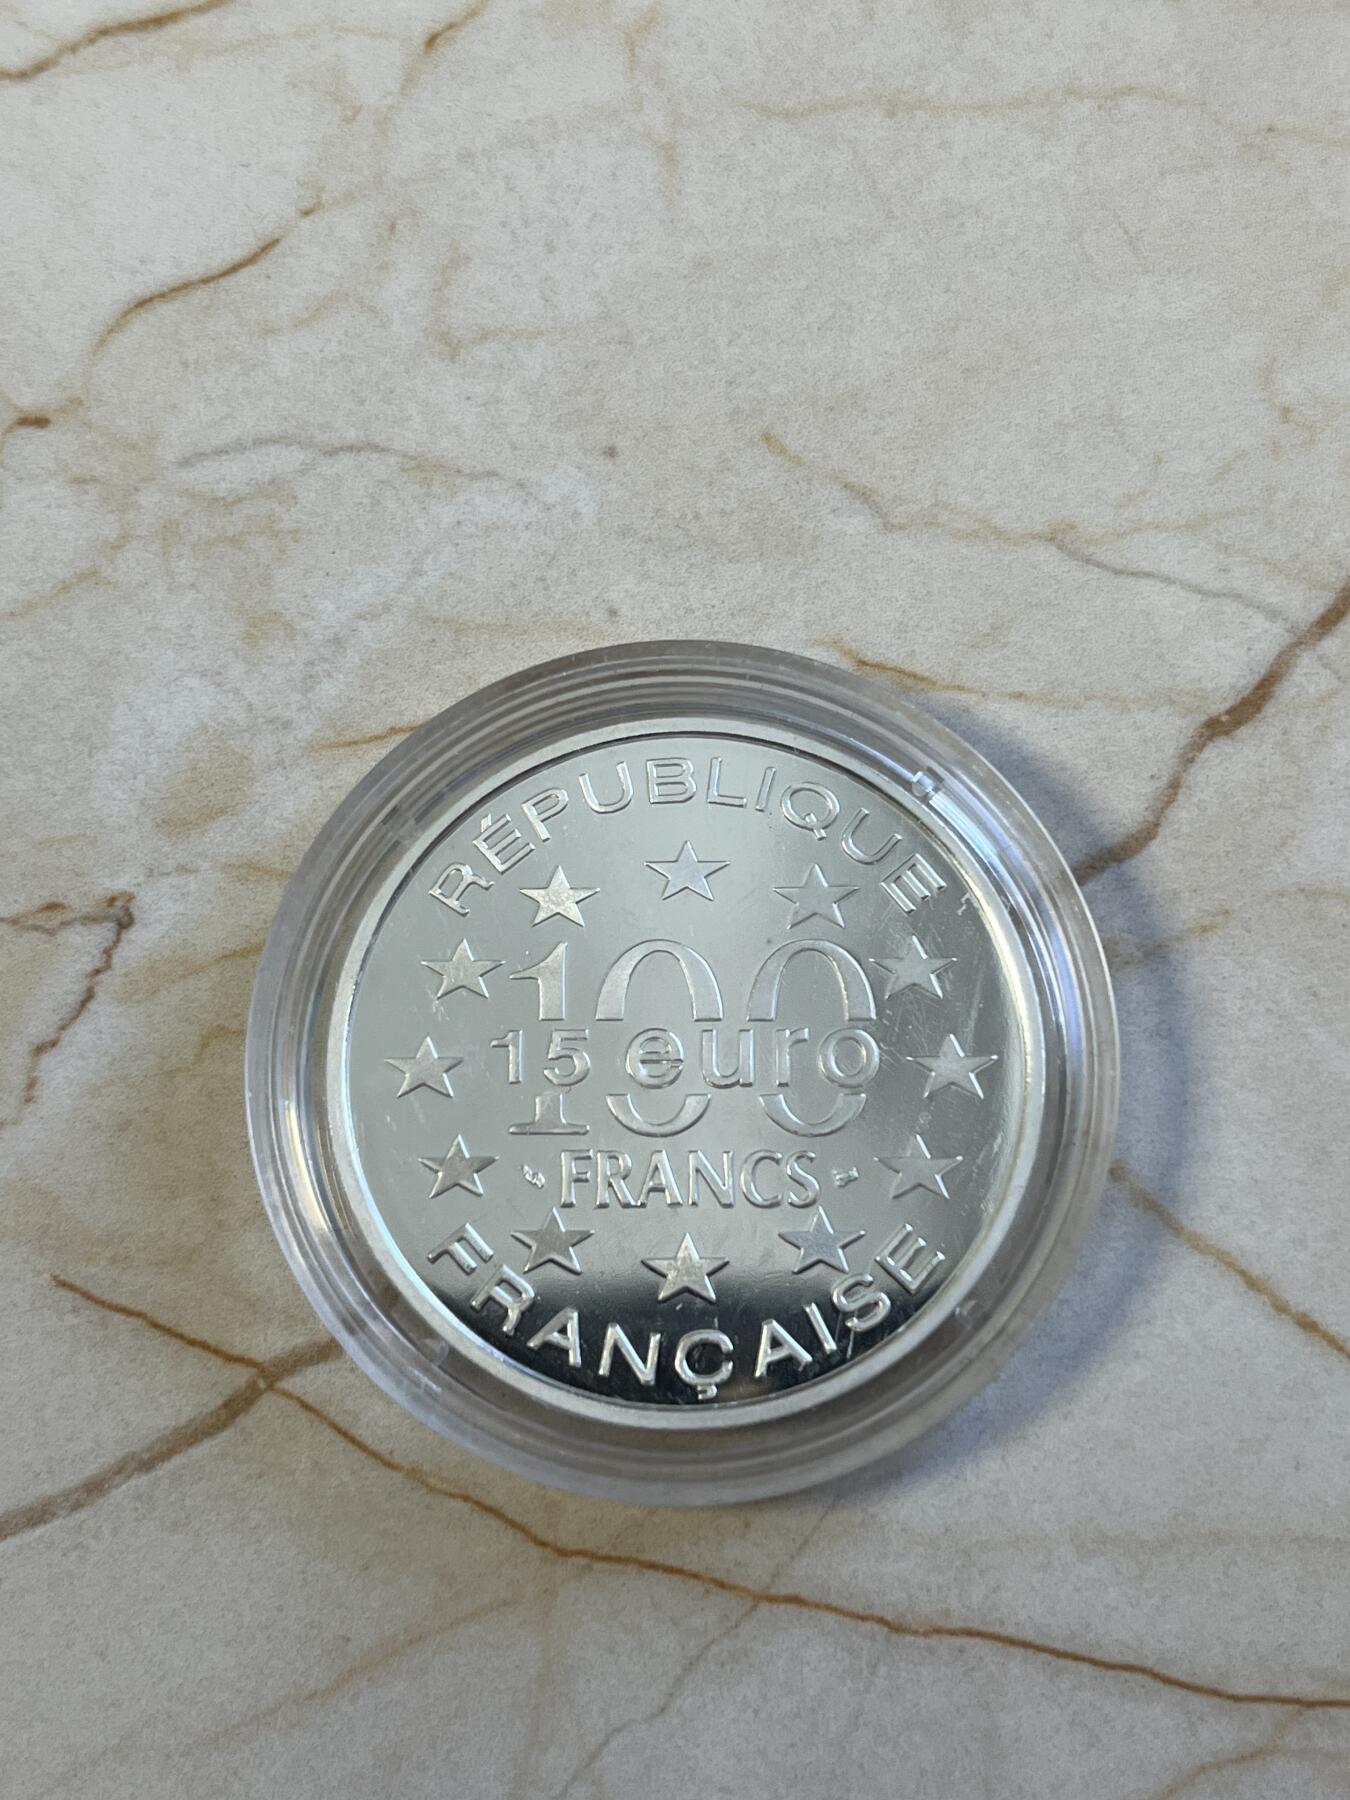 RÉPUBLIQUE
100
15 euro
FRANCS
FRANÇAISE